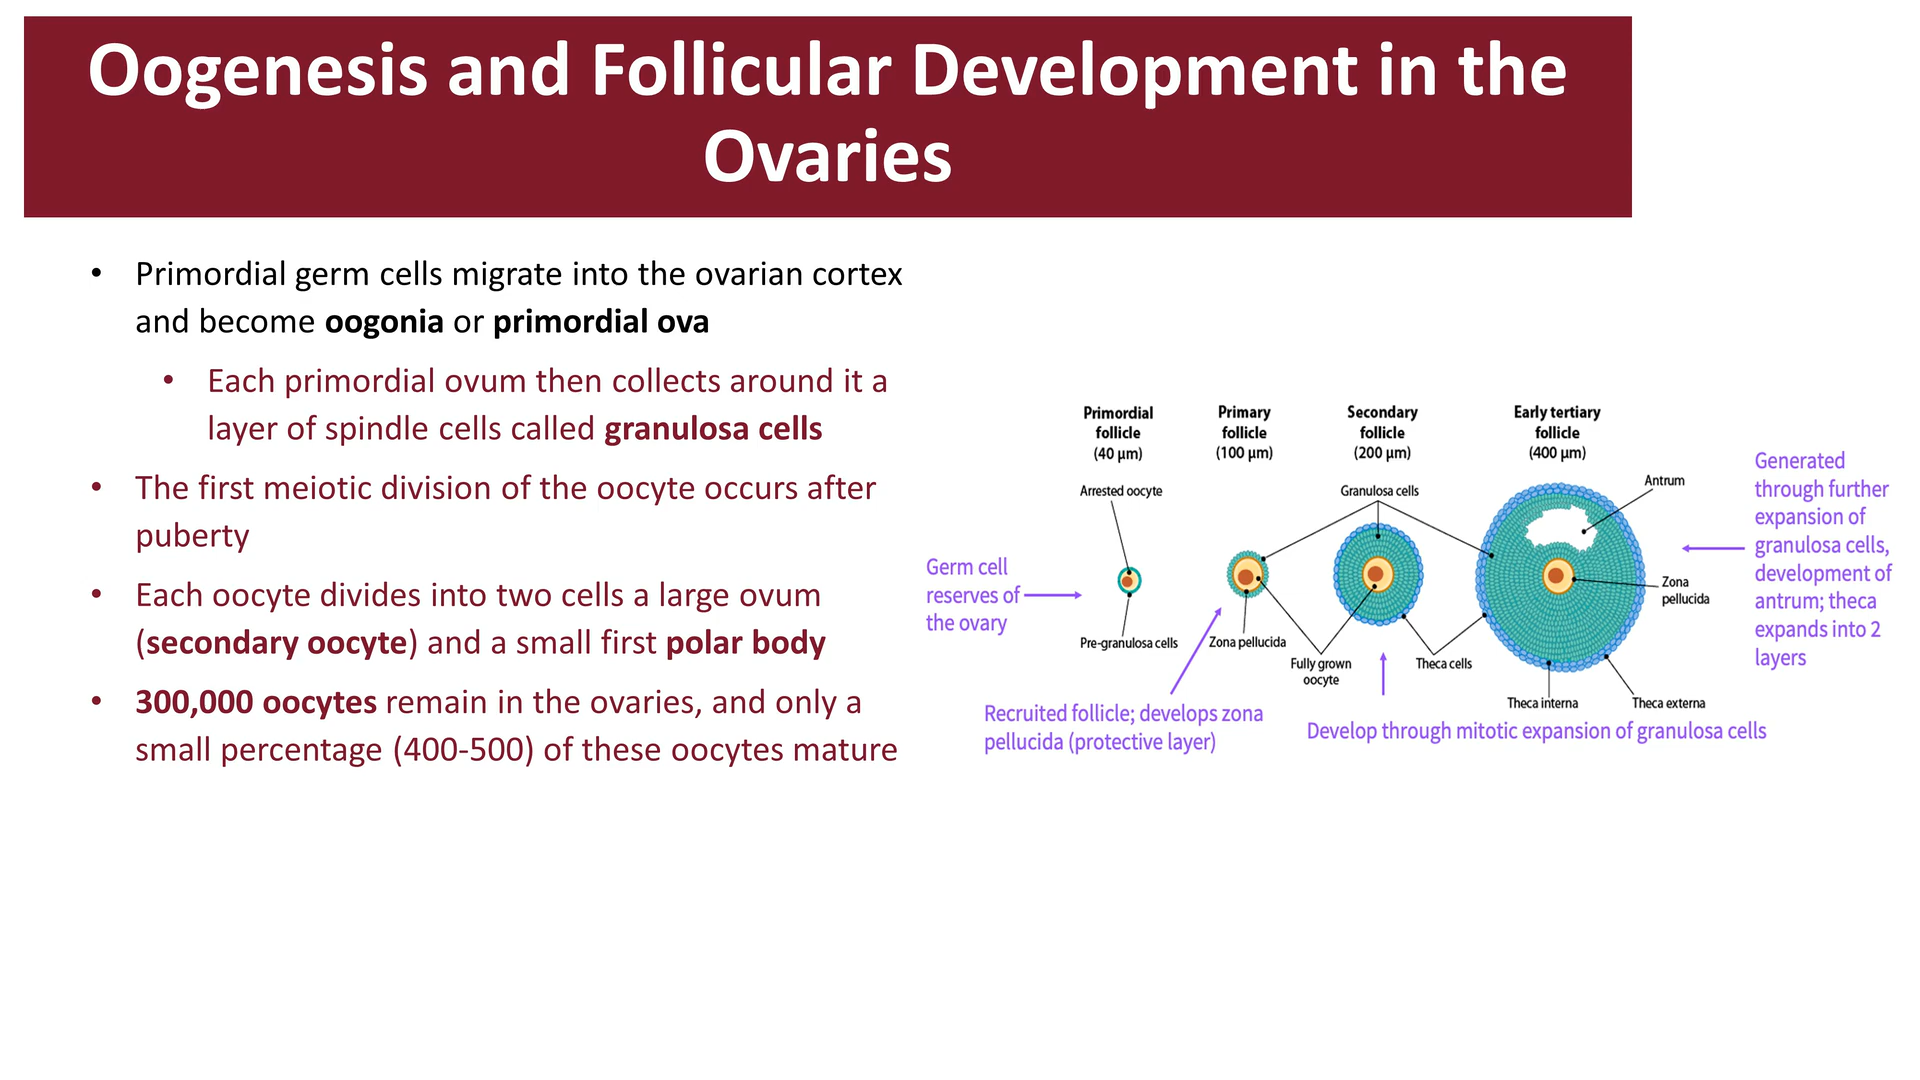 Oogenesis and Follicular Development in the
Ovaries
• Primordial germ cells migrate into the ovarian cortex
and become oogonia or primordial ova
• Each primordial ovum then collects around it a
layer of spindle cells called granulosa cells
• The first meiotic division of the oocyte occurs after
puberty
• Each oocyte divides into two cells a large ovum
(secondary oocyte) and a small first polar body
• 300,000 oocytes remain in the ovaries, and only a
small percentage (400-500) of these oocytes mature
Primordial
follicle
(40 μm)
Primary
follicle
(100 μm)
Secondary
follicle
(200 μm)
Early tertiary
follicle
(400 μm)
Arrested oocyte
Granulosa cells
Antrum
Pre-granulosa cells
Zona pellucida
Fully grown
oocyte
Theca cells
Zona
pellucida
Theca interna
Theca externa
Germ cell
reserves of
the ovary
Recruited follicle; develops zona
pellucida (protective layer)
Develop through mitotic expansion of granulosa cells
Generated
through further
expansion of
granulosa cells,
development of
antrum; theca
expands into 2
layers